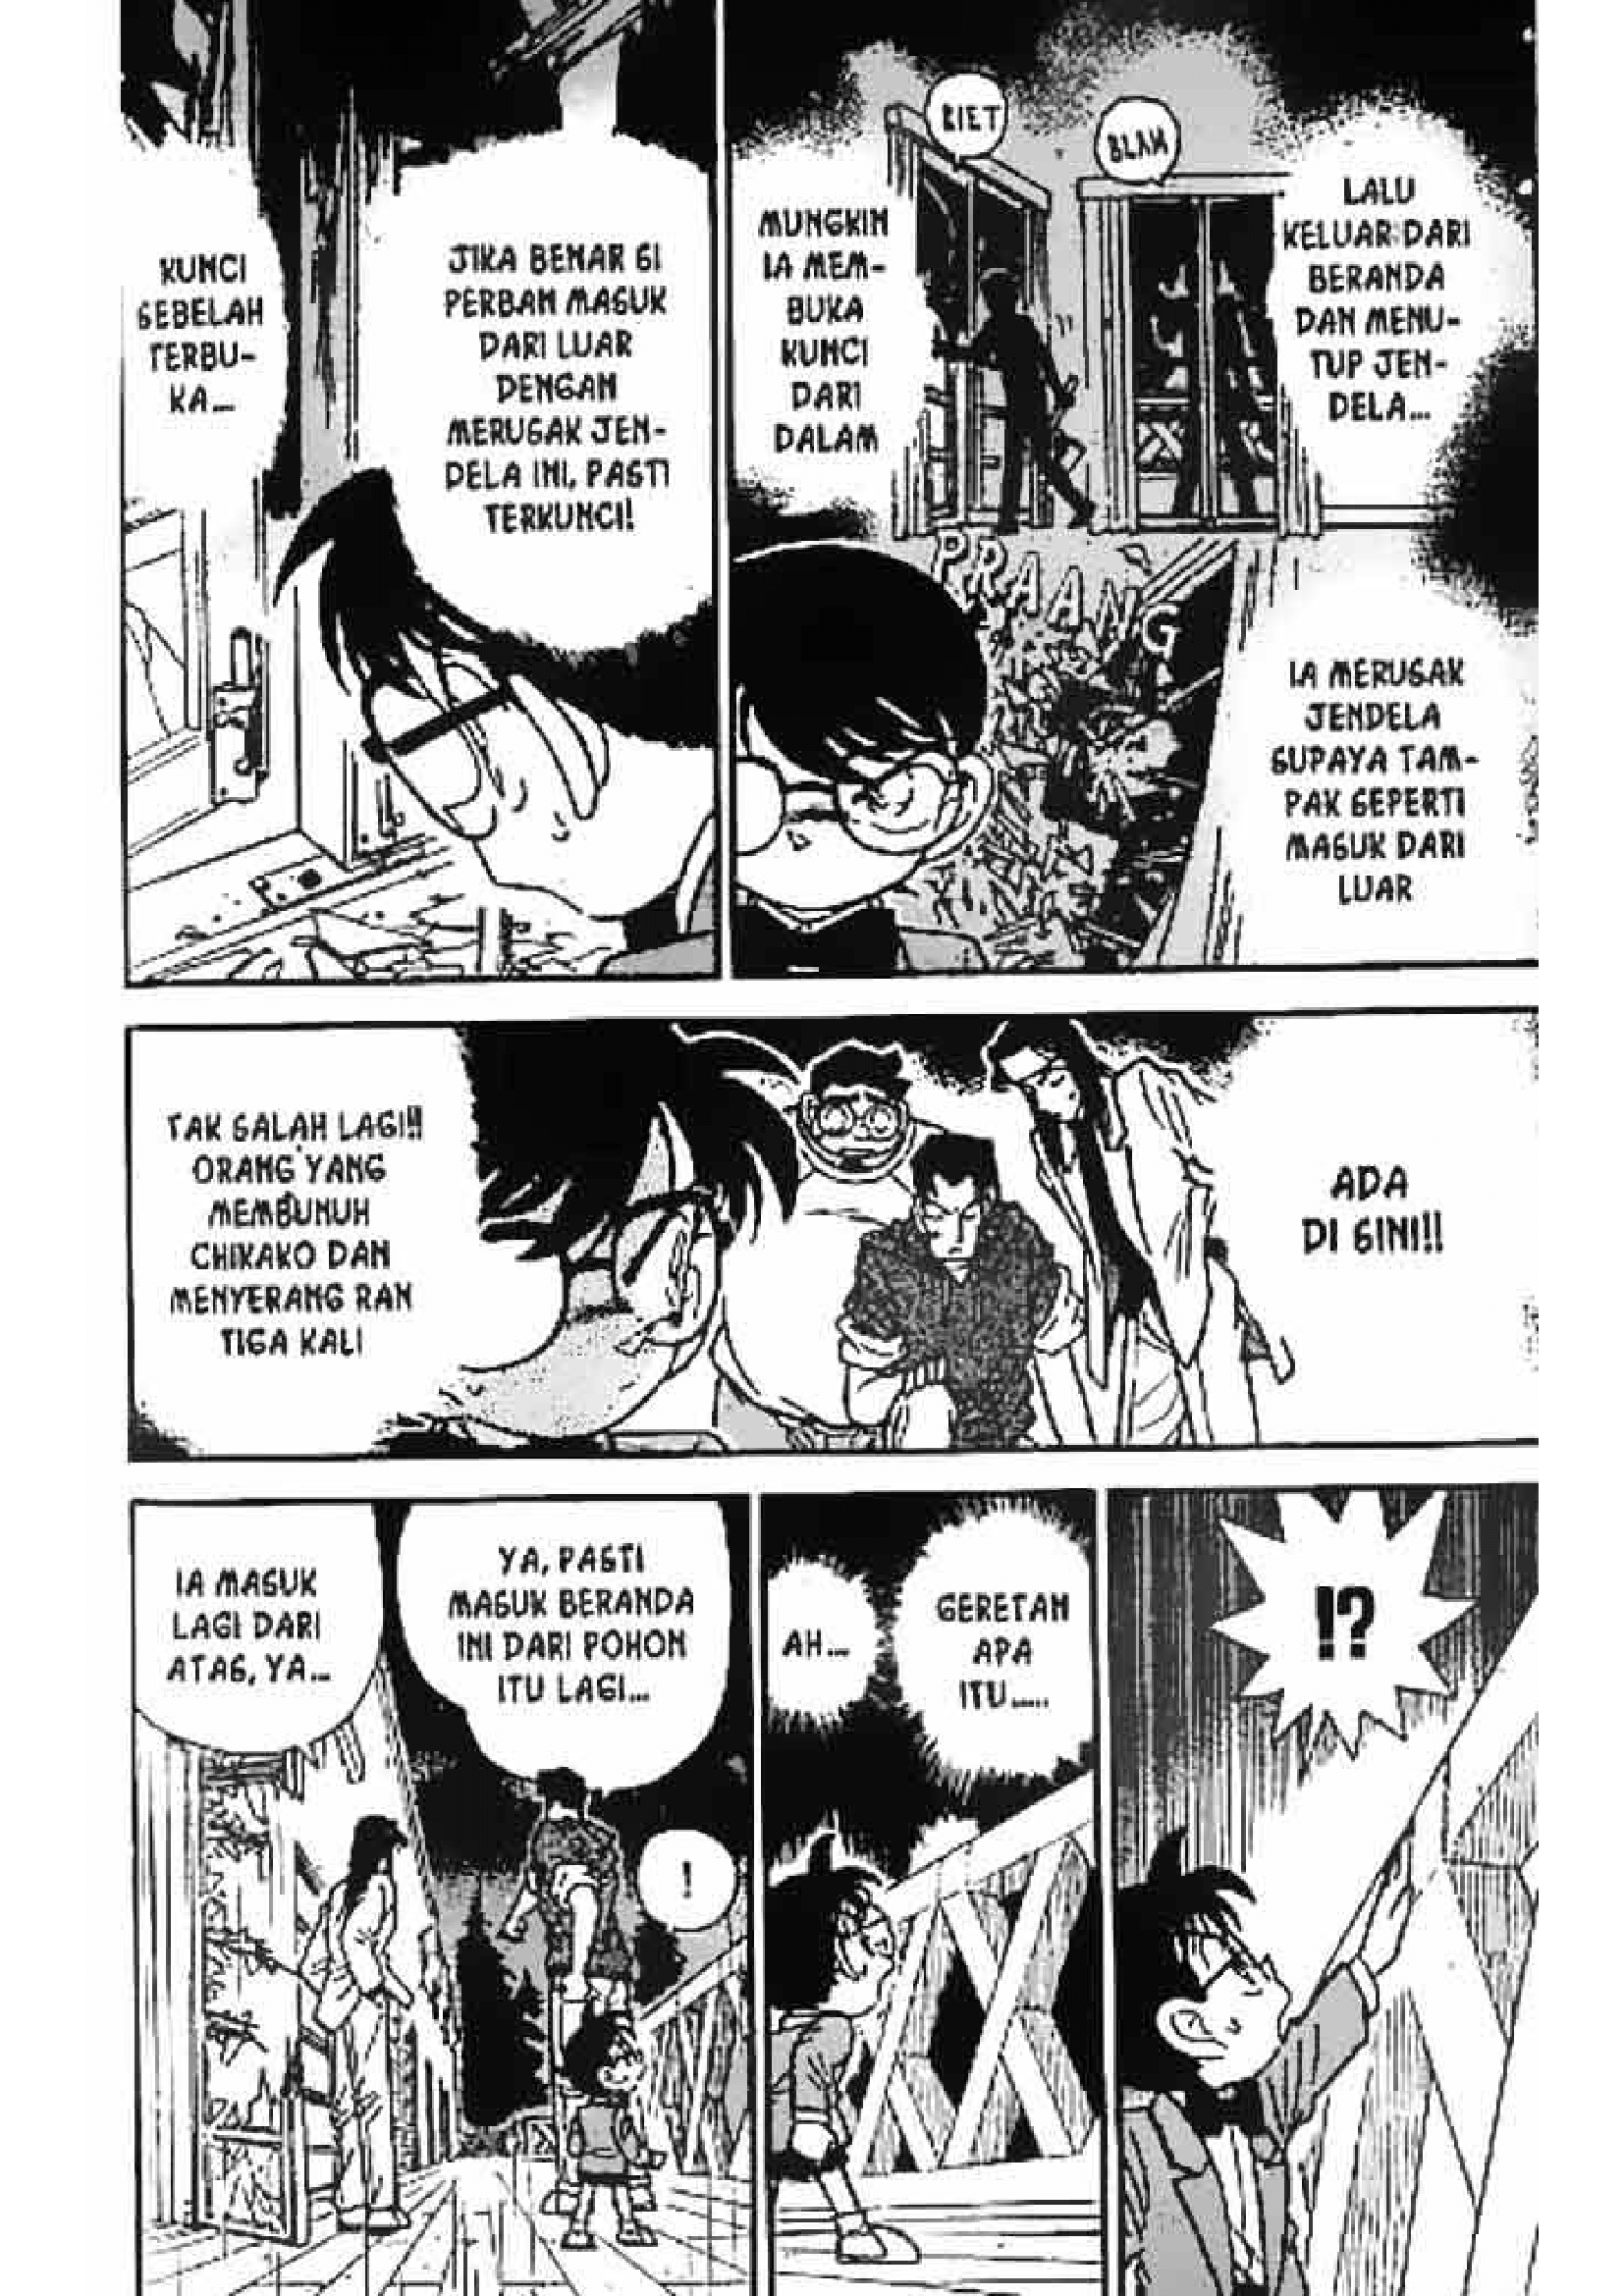 KUNCI
SEBELAH
TERBU-
KA...
JIKA BENAR SI
PERBAN MASUK
DARI LUAR
DENGAN
MERUSAK JEN-
DELA INI, PASTI
TERKUNCI!
MUNGKIN
IA MEM-
BUKA
KUNCI
DARI
DALAM
KIET
BLAM
LALU
KELUAR DARI
BERANDA
DAN MENU-
TUP JEN-
DELA...
PRAANG
IA MERUSAK
JENDELA
SUPAYA TAM-
PAK SEPERTI
MASUK DARI
LUAR
TAK SALAH LAGI!!
ORANG YANG
MEMBUNUH
CHIKAKO DAN
MENYERANG RAN
TIGA KALI
ADA
DI SINI!!
IA MASUK
LAGI DARI
ATAS, YA...
YA, PASTI
MASUK BERANDA
INI DARI POHON
ITU LAGI...
!
AH...
GERETAN
APA
ITU.....
!?